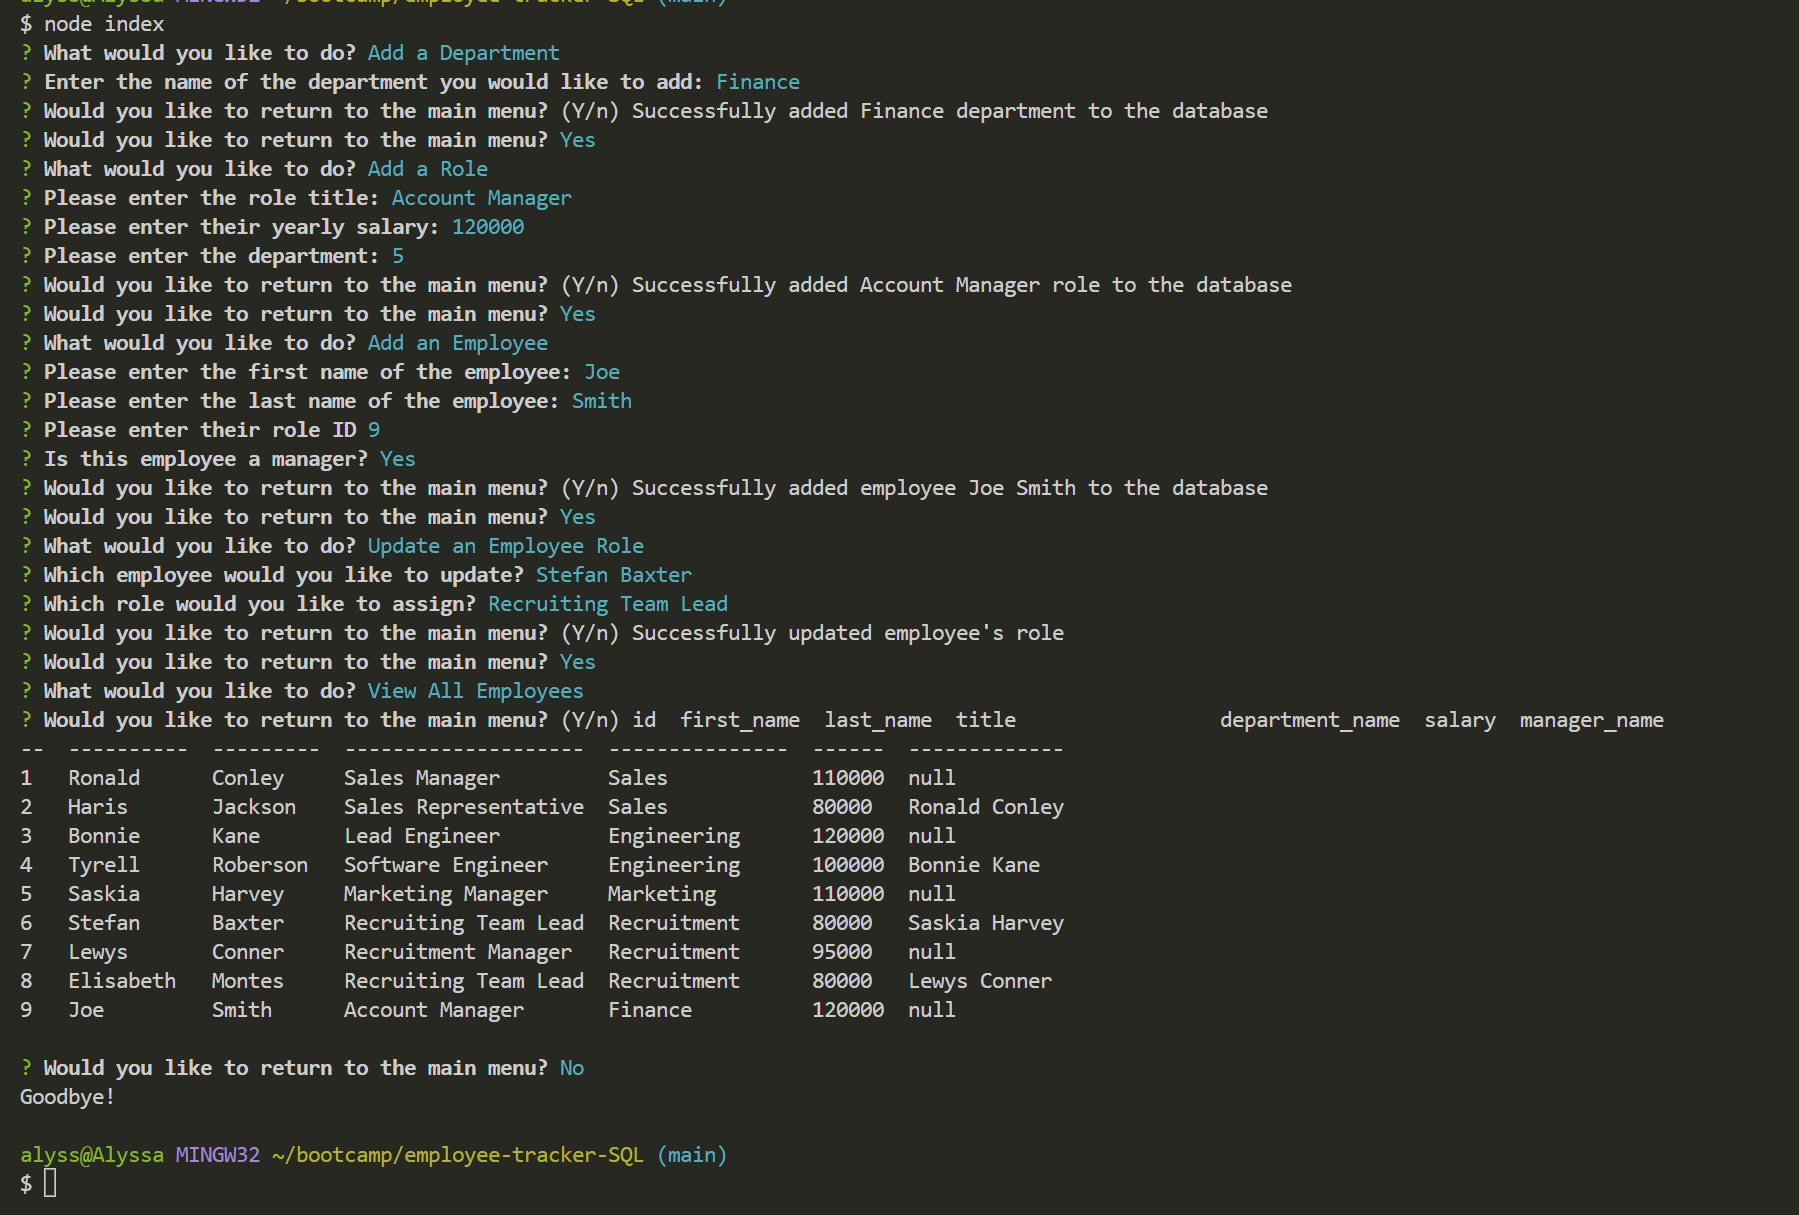 alyss@Alyssa MINGW32 ~/bootcamp/employee-tracker-SQL (main)
$ node index
? What would you like to do? Add a Department
? Enter the name of the department you would like to add: Finance
? Would you like to return to the main menu? (Y/n) Successfully added Finance department to the database
? Would you like to return to the main menu? Yes
? What would you like to do? Add a Role
? Please enter the role title: Account Manager
? Please enter their yearly salary: 120000
? Please enter the department: 5
? Would you like to return to the main menu? (Y/n) Successfully added Account Manager role to the database
? Would you like to return to the main menu? Yes
? What would you like to do? Add an Employee
? Please enter the first name of the employee: Joe
? Please enter the last name of the employee: Smith
? Please enter their role ID 9
? Is this employee a manager? Yes
? Would you like to return to the main menu? (Y/n) Successfully added employee Joe Smith to the database
? Would you like to return to the main menu? Yes
? What would you like to do? Update an Employee Role
? Which employee would you like to update? Stefan Baxter
? Which role would you like to assign? Recruiting Team Lead
? Would you like to return to the main menu? (Y/n) Successfully updated employee's role
? Would you like to return to the main menu? Yes
? What would you like to do? View All Employees
? Would you like to return to the main menu? (Y/n) id  first_name  last_name  title                 department_name  salary  manager_name
--  ----------  ---------  --------------------  ---------------  ------  -------------
1   Ronald      Conley     Sales Manager         Sales            110000  null
2   Haris       Jackson    Sales Representative  Sales            80000   Ronald Conley
3   Bonnie      Kane       Lead Engineer         Engineering      120000  null
4   Tyrell      Roberson   Software Engineer     Engineering      100000  Bonnie Kane
5   Saskia      Harvey     Marketing Manager     Marketing        110000  null
6   Stefan      Baxter     Recruiting Team Lead  Recruitment      80000   Saskia Harvey
7   Lewys       Conner     Recruitment Manager   Recruitment      95000   null
8   Elisabeth   Montes     Recruiting Team Lead  Recruitment      80000   Lewys Conner
9   Joe         Smith      Account Manager       Finance          120000  null
? Would you like to return to the main menu? No
Goodbye!
alyss@Alyssa MINGW32 ~/bootcamp/employee-tracker-SQL (main)
$